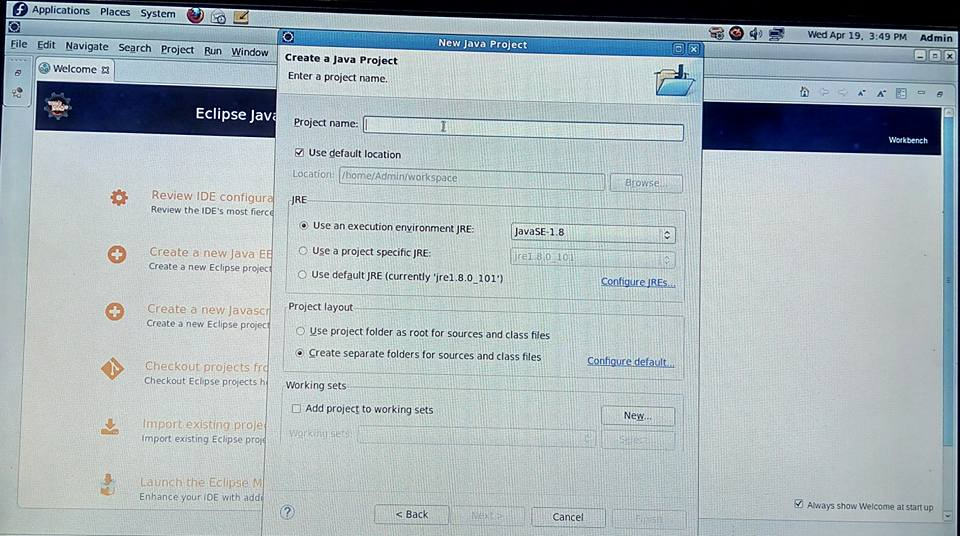 Applications Places System
Wed Apr 19, 3:49 PM Admin
New Java Project
File Edit Navigate Search Project Run Window
Create a Java Project
Enter a project name.
Welcome
Eclipse Java
Workbench
Project name:
Use default location
Location: /home/Admin/workspace Browse...
JRE
Use an execution environment JRE: JavaSE-1.8
Use a project specific JRE: jre1.8.0_101
Use default JRE (currently 'jre1.8.0_101') Configure JREs...
Project layout
Use project folder as root for sources and class files
Create separate folders for sources and class files Configure default...
Working sets
Add project to working sets New...
Working sets: Select...
< Back Next > Cancel Finish
Review IDE configura
Review the IDE's most fierce
Create a new Java EE
Create a new Eclipse project
Create a new Javascr
Create a new Eclipse project
Checkout projects fro
Checkout Eclipse projects h
Import existing proje
Import existing Eclipse proje
Launch the Eclipse M
Enhance your IDE with addi
Always show Welcome at start up